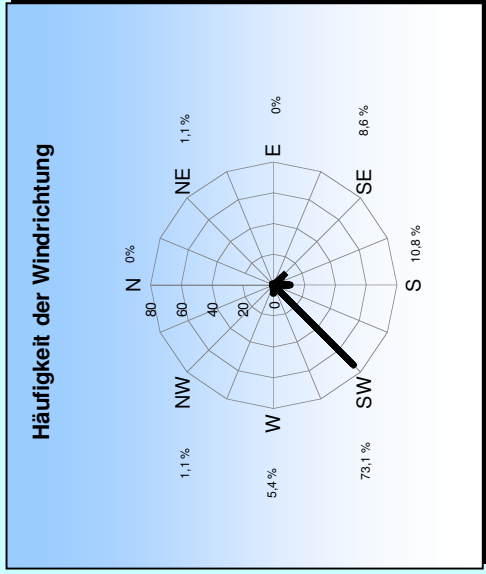 Häufigkeit der Windrichtung
0%
N
1,1 %
NE
0%
E
8,6 %
SE
10,8 %
S
73,1 %
SW
5,4 %
W
1,1 %
NW
80
60
40
20
0